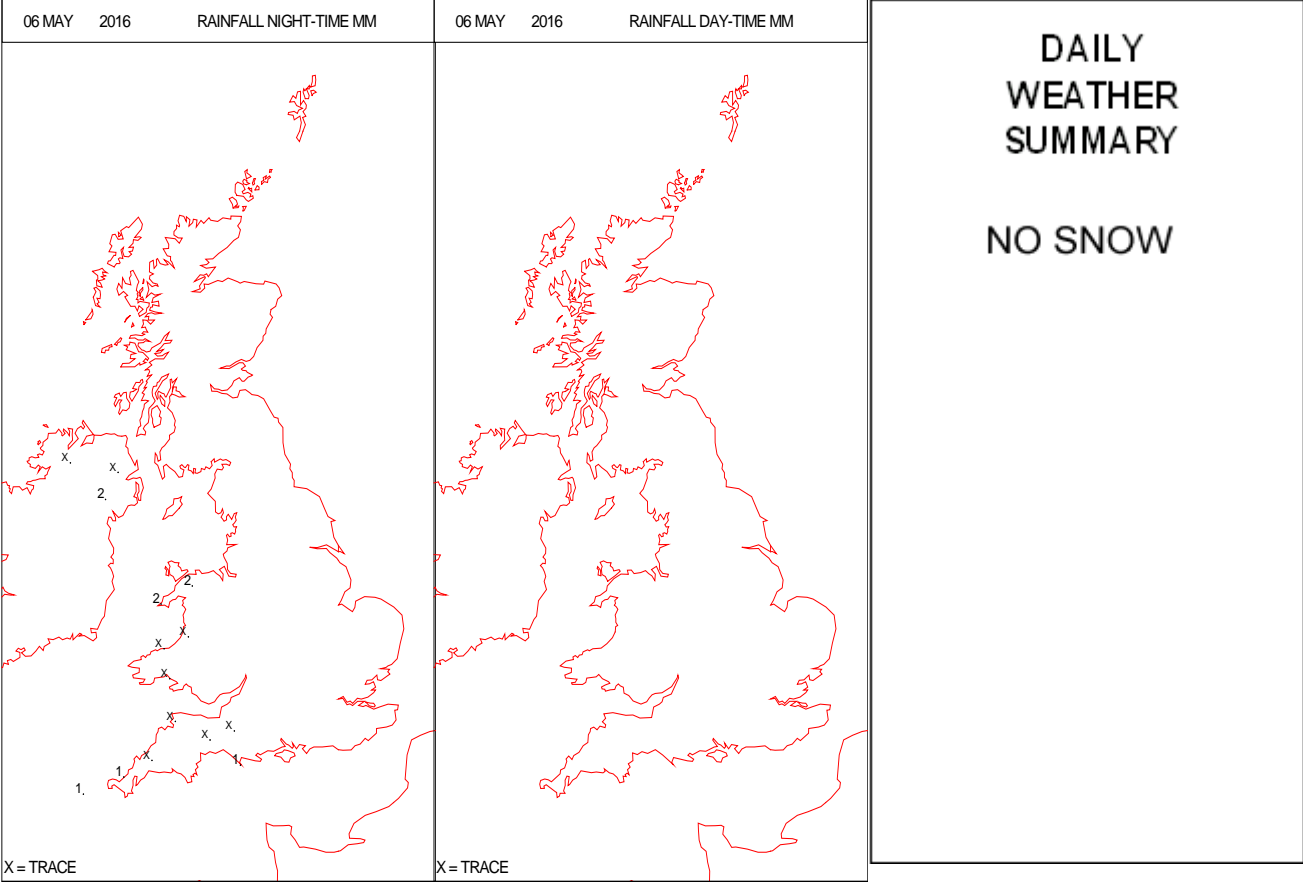 06 MAY 2016 RAINFALL NIGHT-TIME MM
X.
X.
2.
2.
2.
X.
X
X.
X.
X.
X.
X.
1.
1
1.
X = TRACE
06 MAY 2016 RAINFALL DAY-TIME MM
X = TRACE
DAILY
WEATHER
SUMMARY
NO SNOW